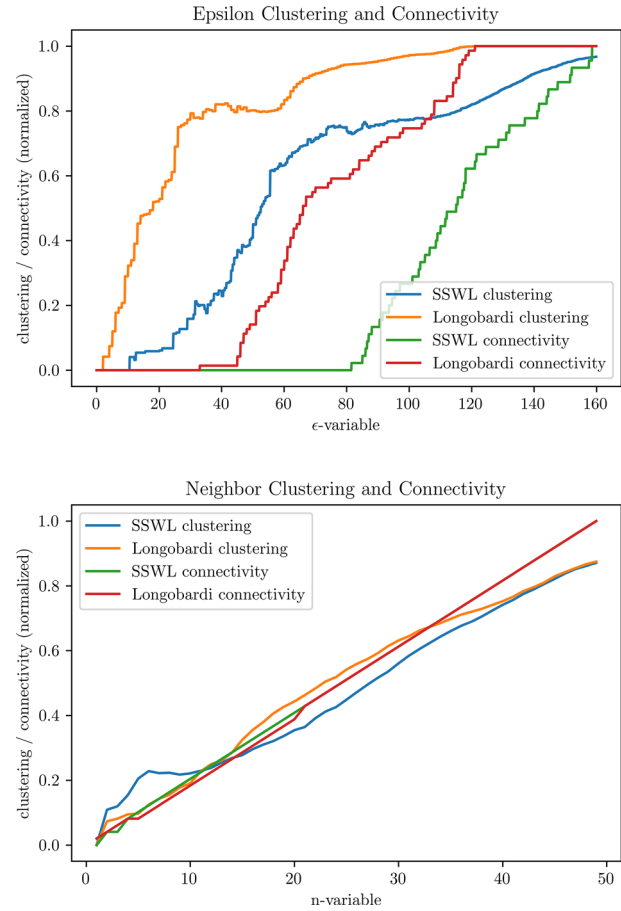 Epsilon Clustering and Connectivity
clustering / connectivity (normalized)
1.0
0.8
0.6
0.4
0.2
0.0
SSWL clustering
Longobardi clustering
SSWL connectivity
Longobardi connectivity
0 20 40 60 80 100 120 140 160
ϵ-variable
Neighbor Clustering and Connectivity
clustering / connectivity (normalized)
1.0
0.8
0.6
0.4
0.2
0.0
SSWL clustering
Longobardi clustering
SSWL connectivity
Longobardi connectivity
0 10 20 30 40 50
n-variable